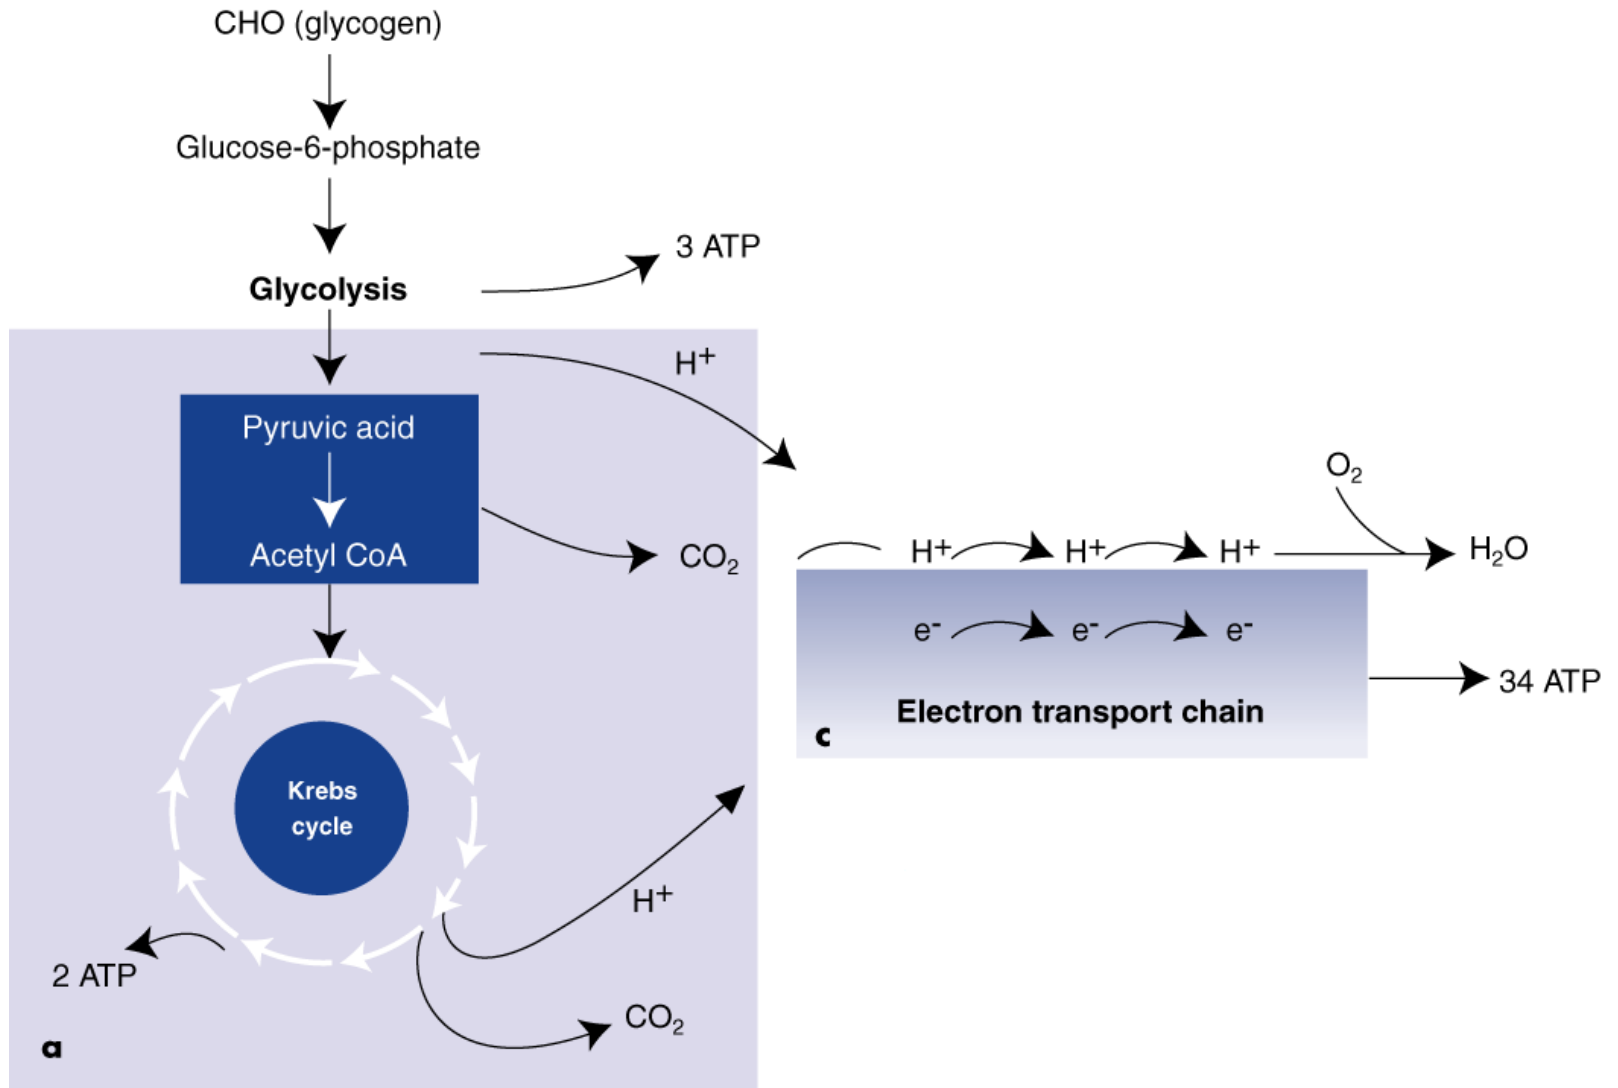 CHO (glycogen)
Glucose-6-phosphate
3 ATP
Glycolysis
H+
Pyruvic acid
Acetyl CoA
CO2
O2
H+ H+ H+
H2O
e- e- e-
34 ATP
Electron transport chain
c
Krebs
cycle
H+
2 ATP
CO2
a